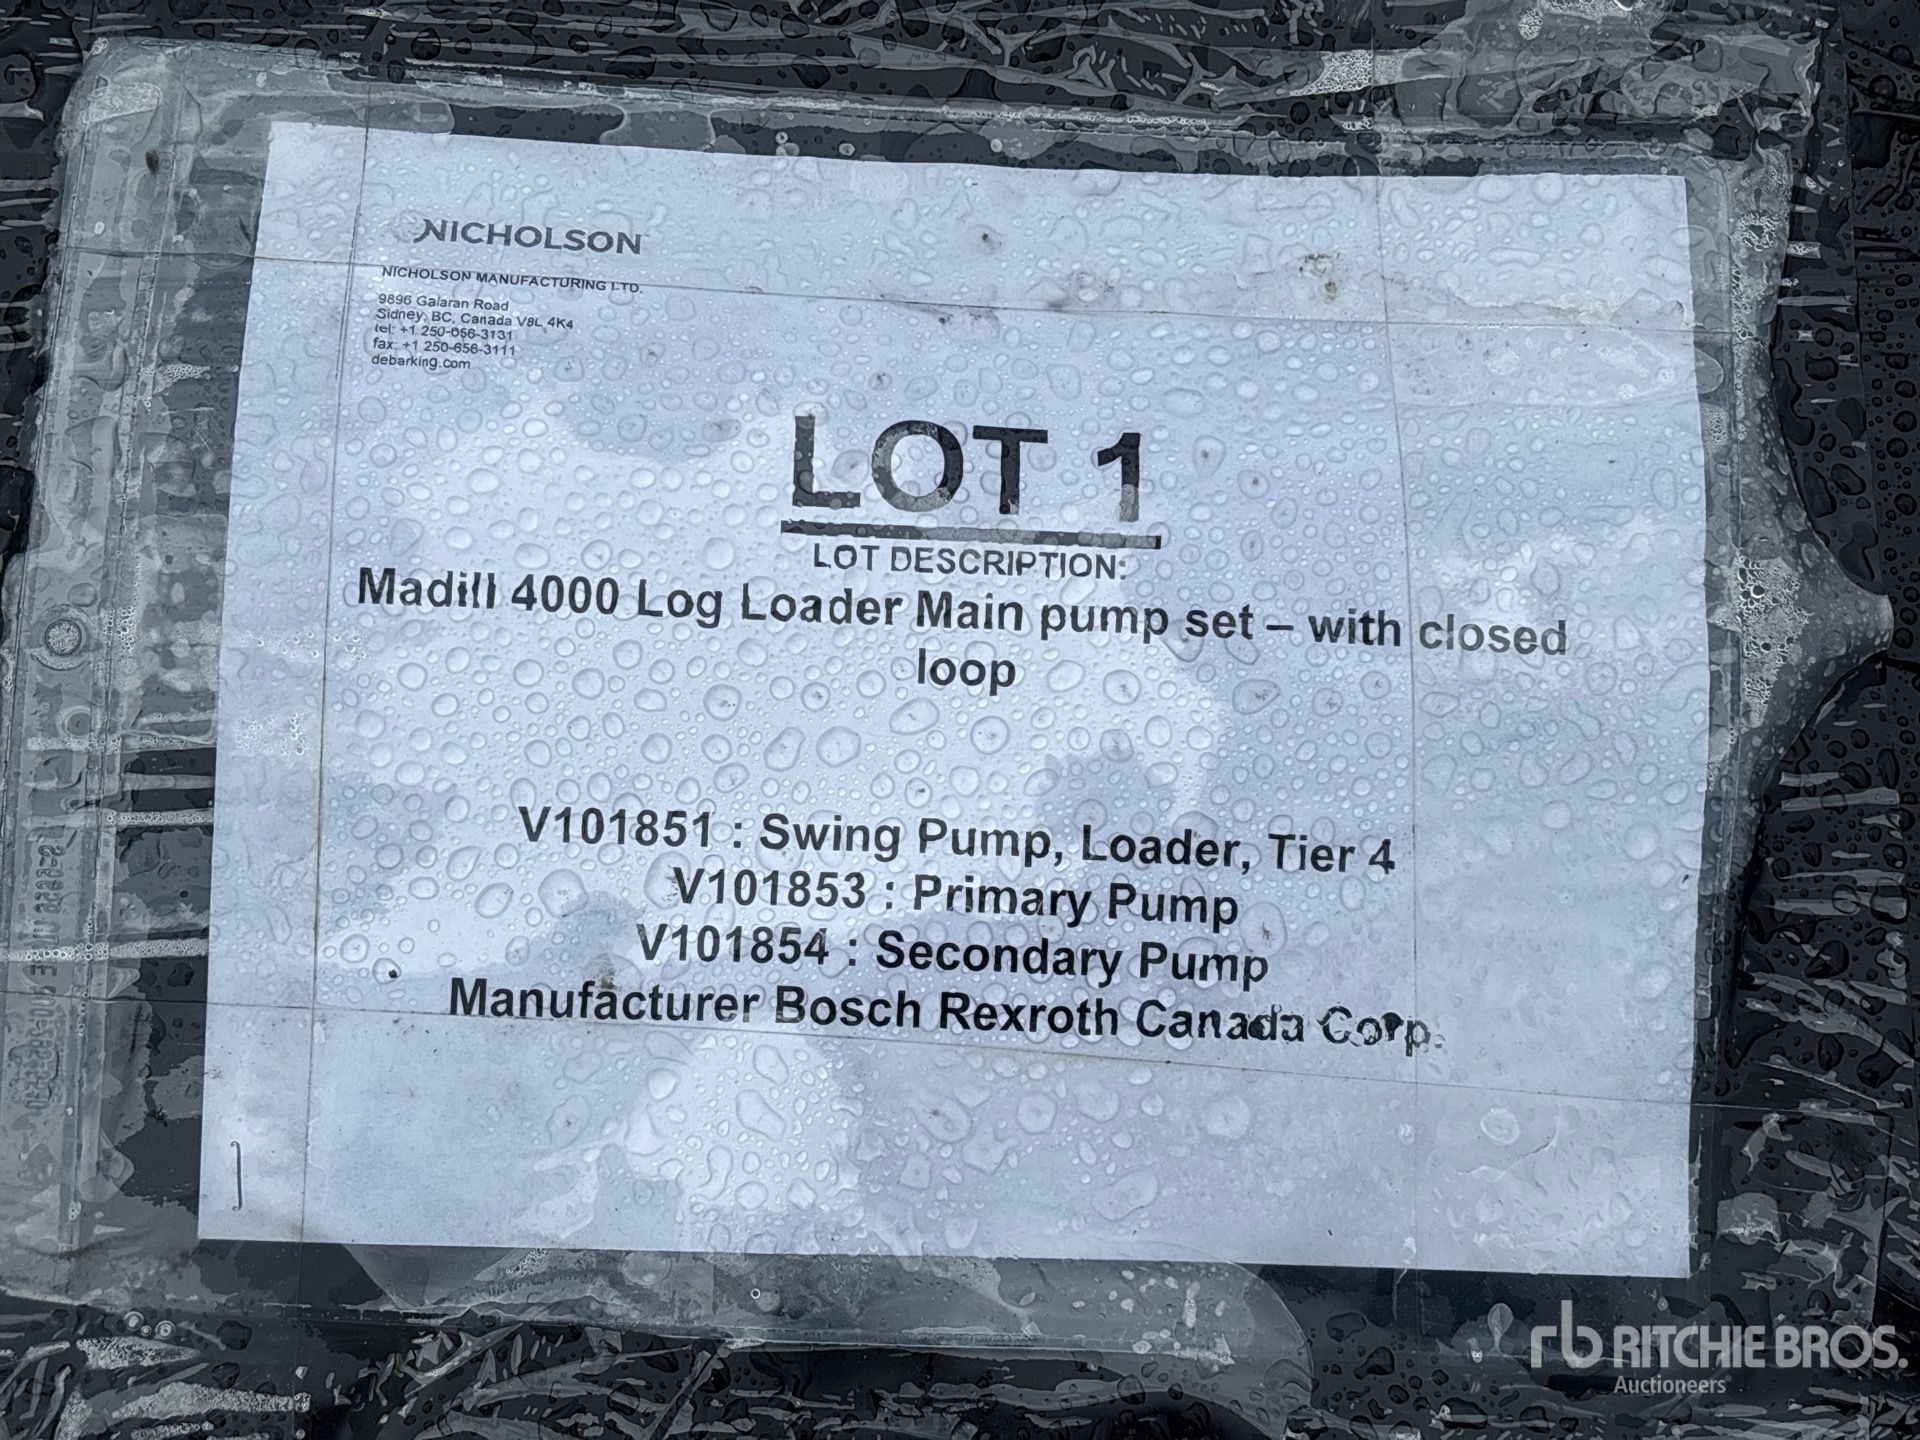 NICHOLSON
NICHOLSON MANUFACTURING LTD.
9896 Galaran Road
Sidney, BC, Canada V8L 4K4
tel: +1 250-656-3131
fax: +1 250-656-3111
debarking.com
LOT 1
LOT DESCRIPTION:
Madill 4000 Log Loader Main pump set – with closed
loop
V101851 : Swing Pump, Loader, Tier 4
V101853 : Primary Pump
V101854 : Secondary Pump
Manufacturer Bosch Rexroth Canada Corp.
rb RITCHIE BROS.
Auctioneers